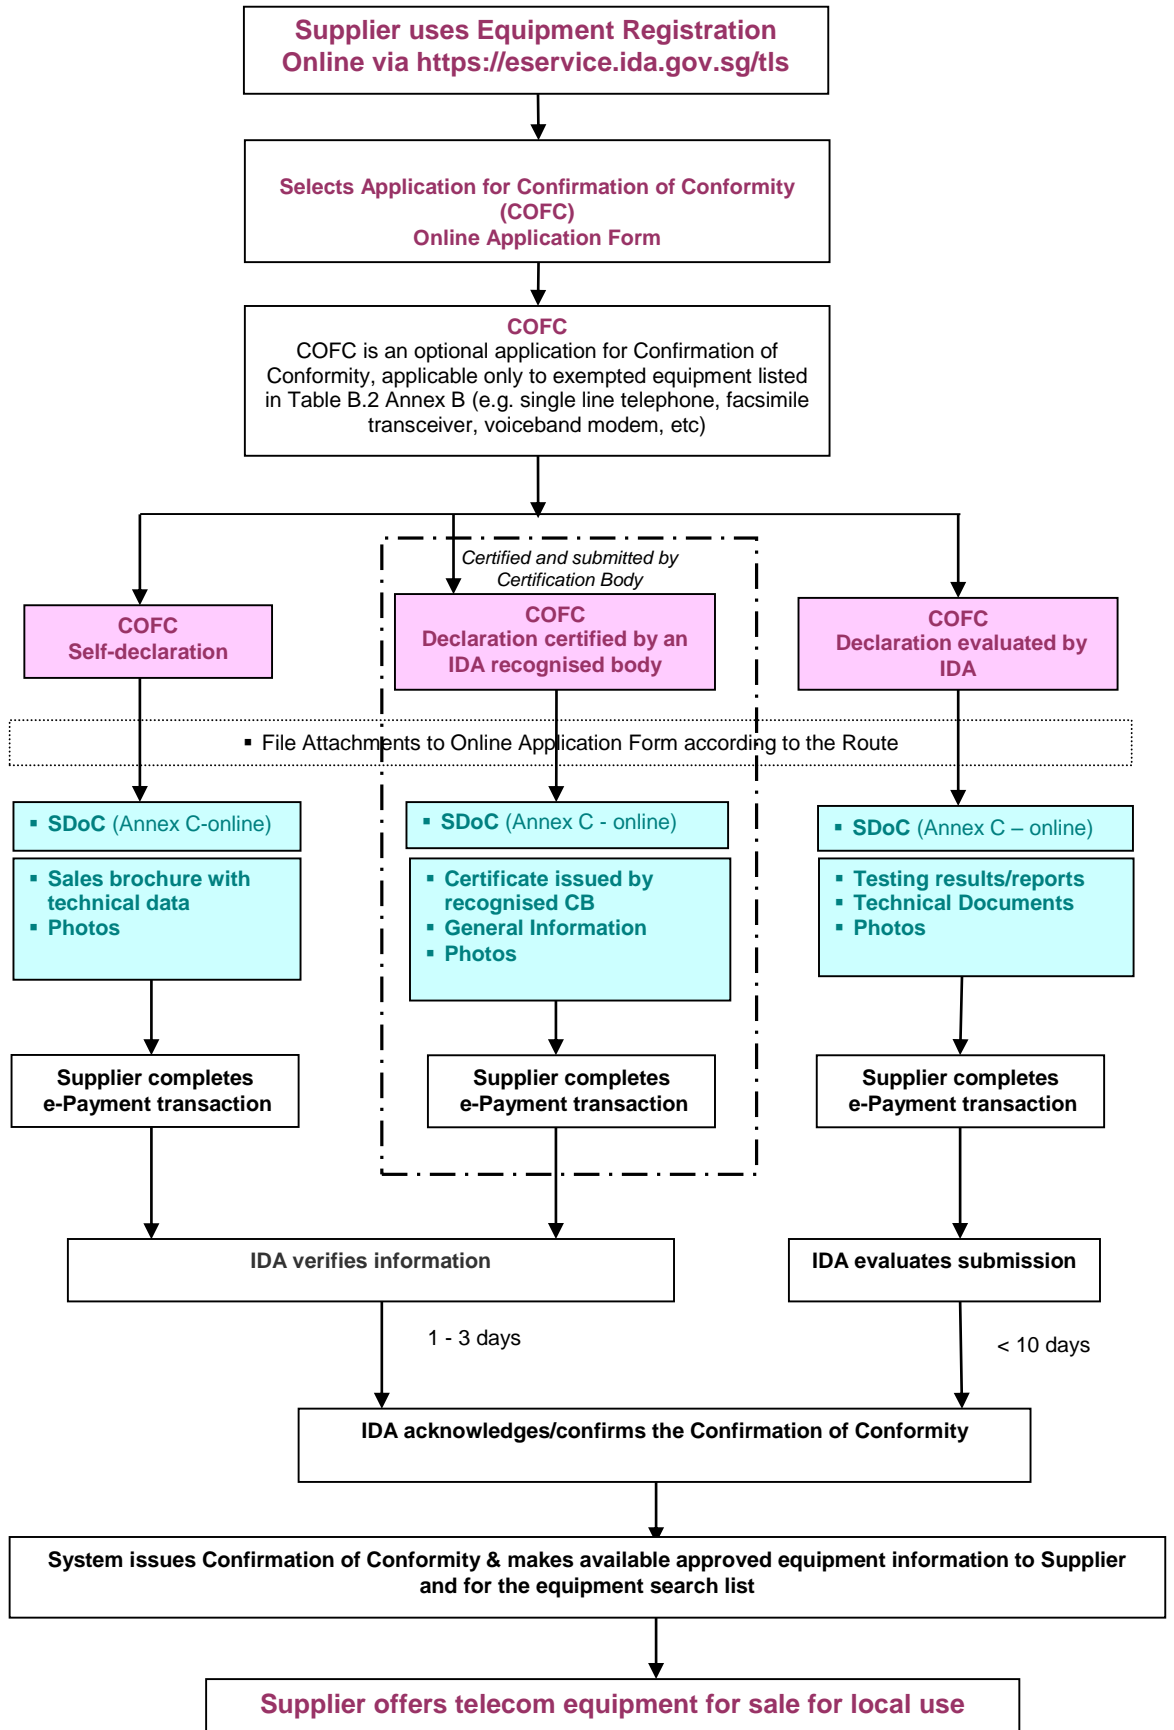 Supplier uses Equipment Registration
Online via https://eservice.ida.gov.sg/tls
Selects Application for Confirmation of Conformity
(COFC)
Online Application Form
COFC
COFC is an optional application for Confirmation of
Conformity, applicable only to exempted equipment listed
in Table B.2 Annex B (e.g. single line telephone, facsimile
transceiver, voiceband modem, etc)
Certified and submitted by
Certification Body
COFC
Self-declaration
COFC
Declaration certified by an
IDA recognised body
COFC
Declaration evaluated by
IDA
▪ File Attachments to Online Application Form according to the Route
▪ SDoC (Annex C-online)
▪ Sales brochure with
technical data
▪ Photos
▪ SDoC (Annex C - online)
▪ Certificate issued by
recognised CB
▪ General Information
▪ Photos
▪ SDoC (Annex C – online)
▪ Testing results/reports
▪ Technical Documents
▪ Photos
Supplier completes
e-Payment transaction
Supplier completes
e-Payment transaction
Supplier completes
e-Payment transaction
IDA verifies information
IDA evaluates submission
1 - 3 days
< 10 days
IDA acknowledges/confirms the Confirmation of Conformity
System issues Confirmation of Conformity & makes available approved equipment information to Supplier
and for the equipment search list
Supplier offers telecom equipment for sale for local use